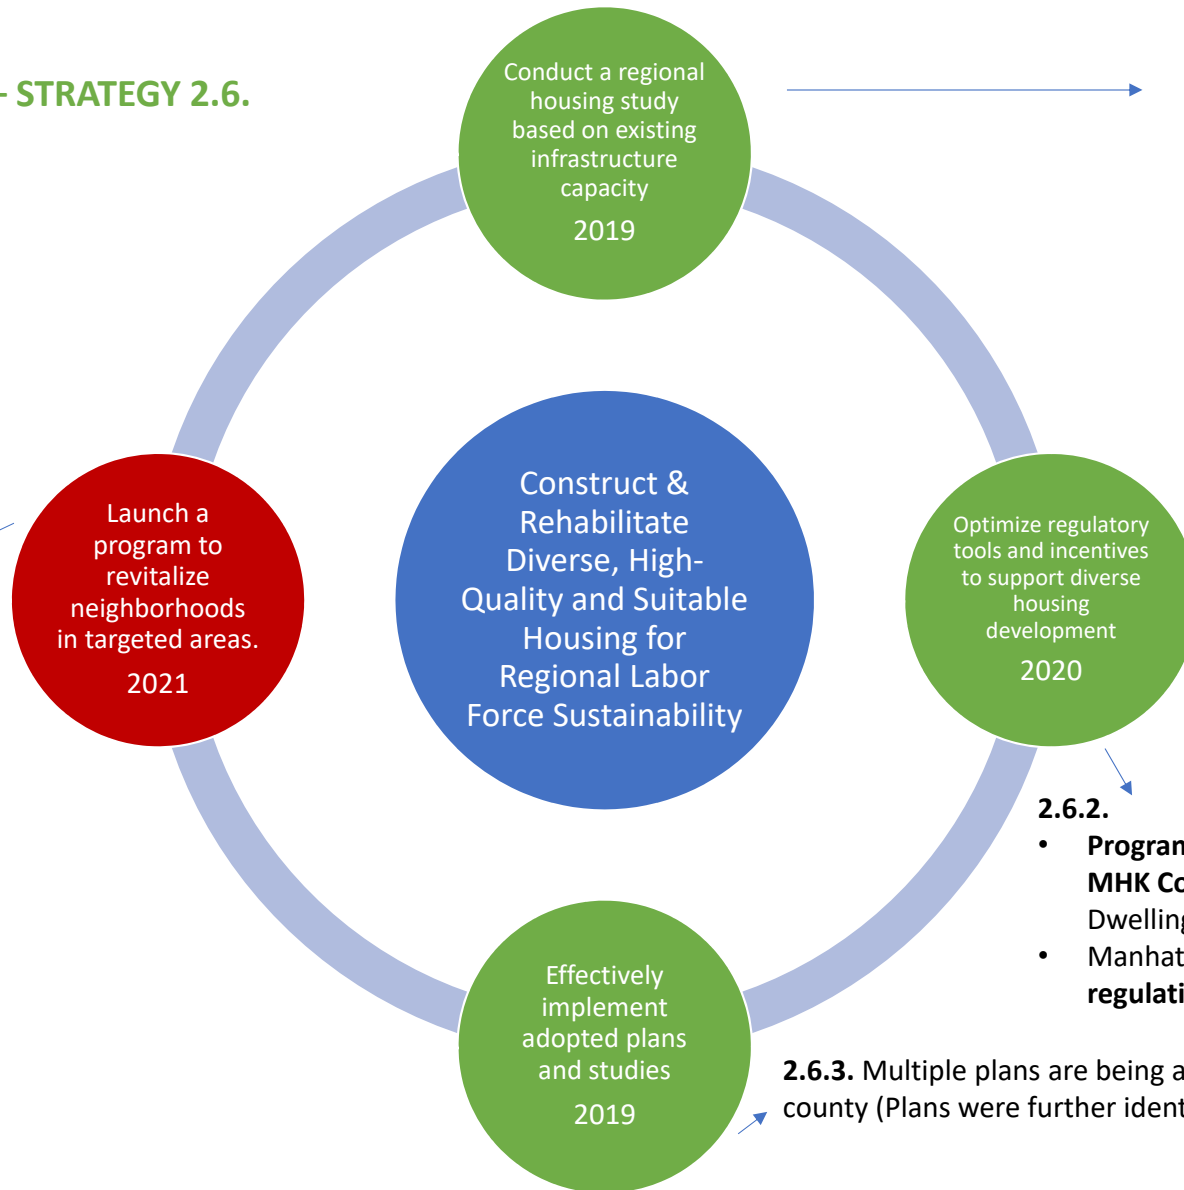 - STRATEGY 2.6.
Conduct a regional
housing study
based on existing
infrastructure
capacity
2019
Construct &
Rehabilitate
Diverse, High-
Quality and Suitable
Housing for
Regional Labor
Force Sustainability
Launch a
program to
revitalize
neighborhoods
in targeted areas.
2021
Optimize regulatory
tools and incentives
to support diverse
housing
development
2020
2.6.2.
•
MHK
•
Effectively
implement
adopted plans
and studies
2019
2.6.3. Multiple plans are being
county (Plans were further